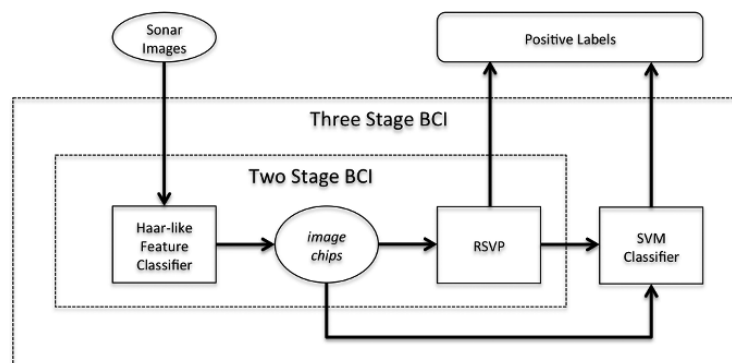 Sonar
Images
Positive Labels
Three Stage BCI
Two Stage BCI
Haar-like
Feature
Classifier
image
chips
RSVP
SVM
Classifier